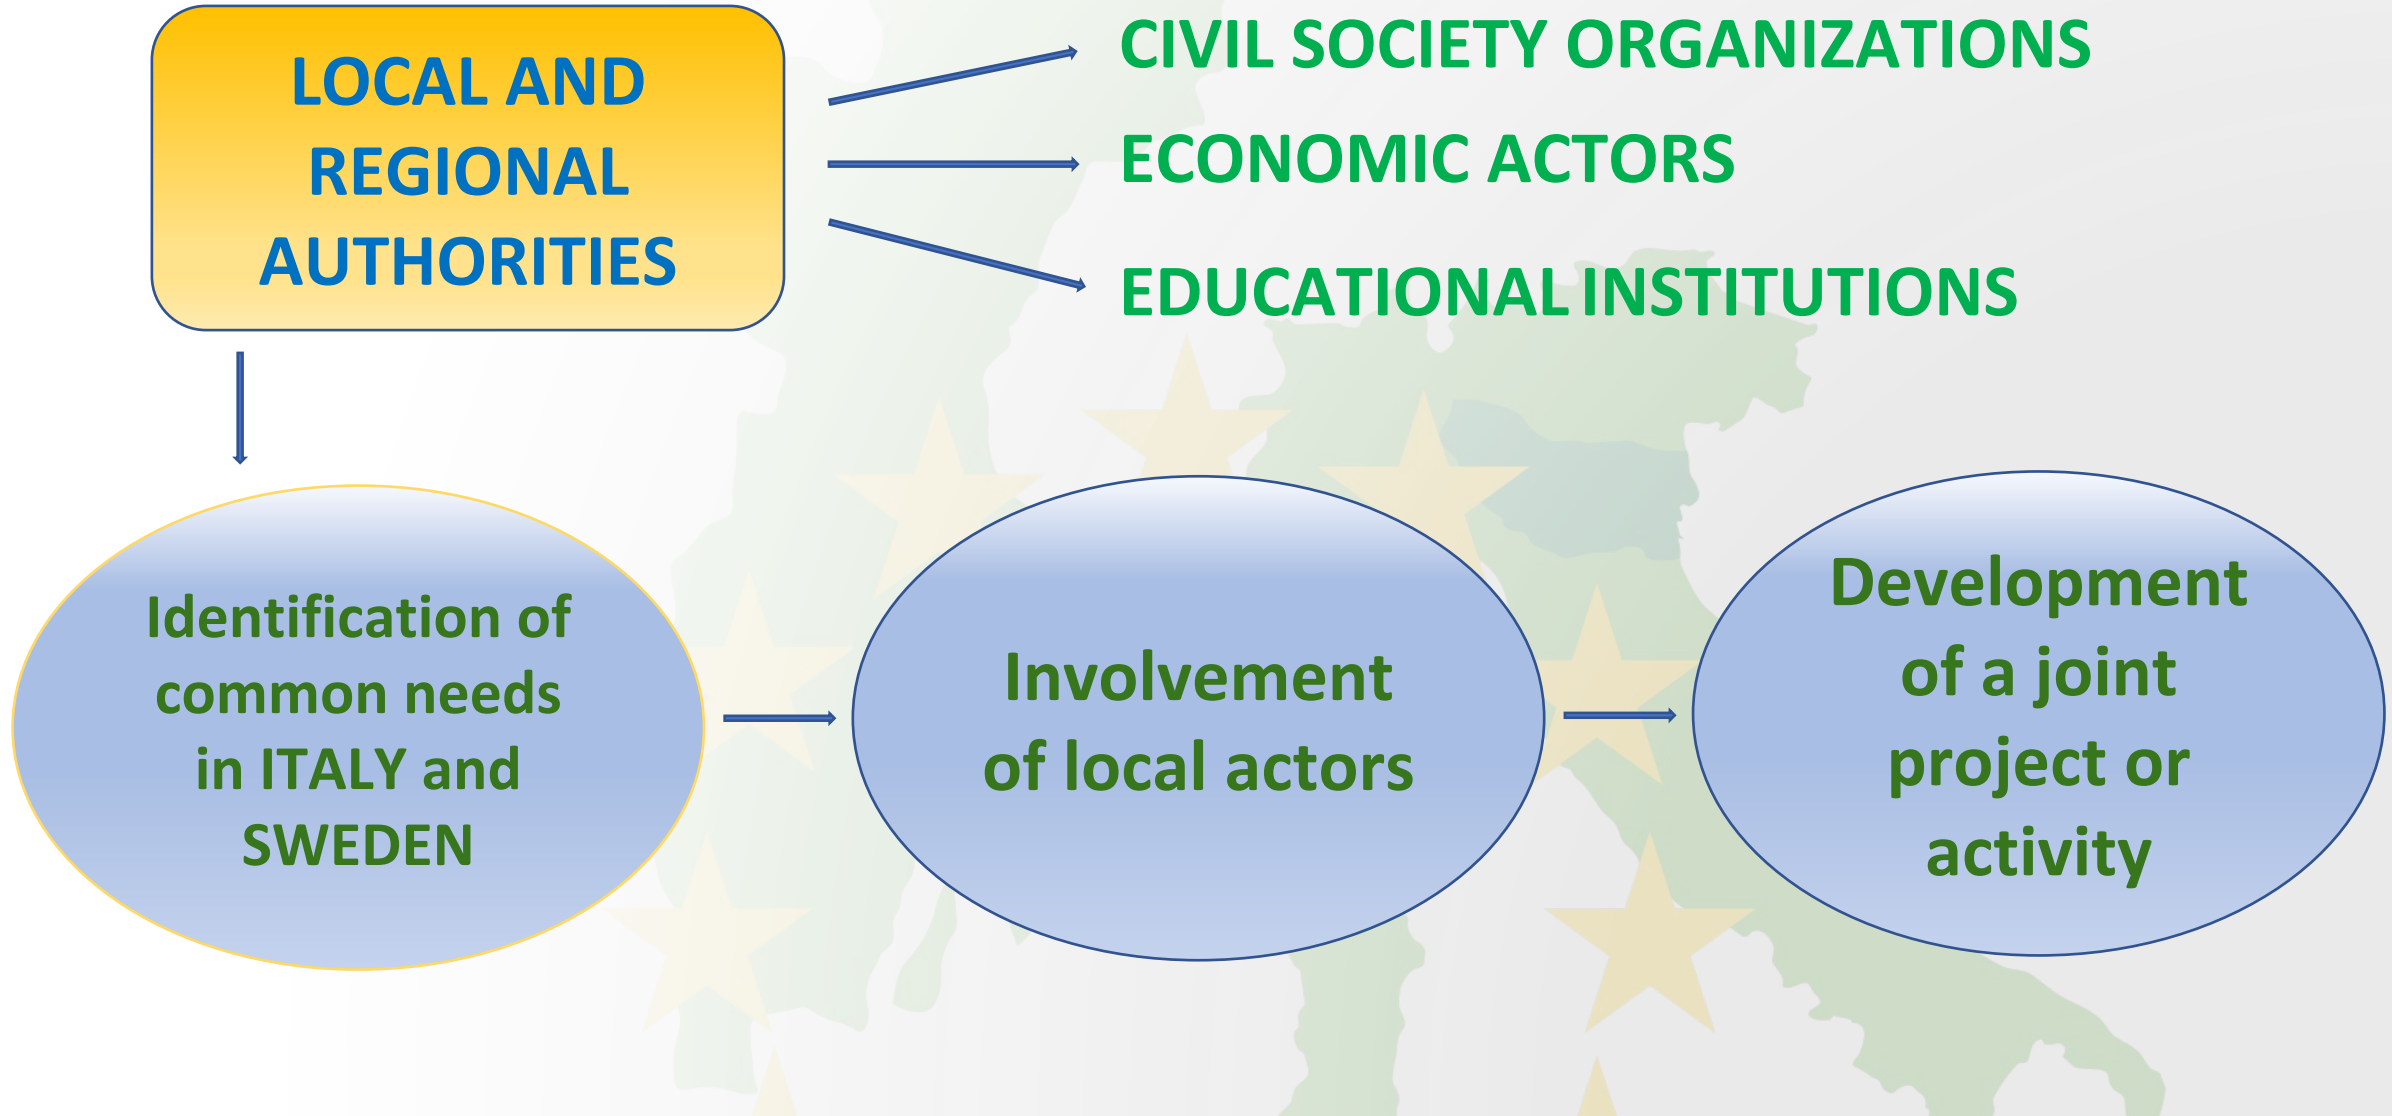 LOCAL AND
REGIONAL
AUTHORITIES
CIVIL SOCIETY ORGANIZATIONS
ECONOMIC ACTORS
EDUCATIONAL INSTITUTIONS
Identification of
common needs
in ITALY and
SWEDEN
Involvement
of local actors
Development
of a joint
project or
activity